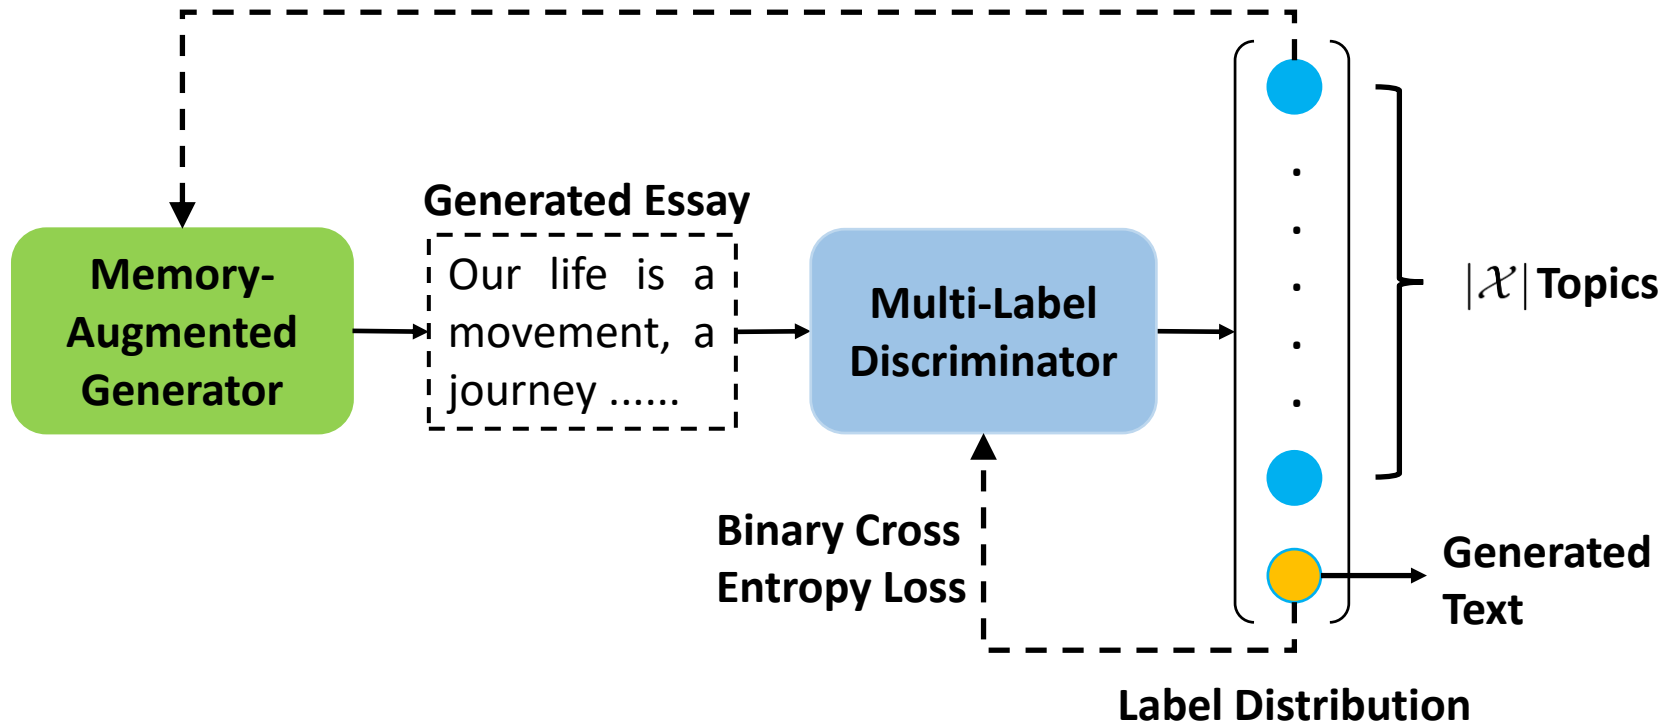 Memory-
Augmented
Generator
Generated Essay
Our life is a
movement, a
journey ......
Multi-Label
Discriminator
|𝒳| Topics
Binary Cross
Entropy Loss
Generated
Text
Label Distribution